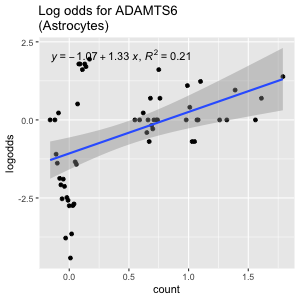 Log odds for ADAMTS6
(Astrocytes)
y = −1.07 + 1.33 x, R² = 0.21
2.5
0.0
-2.5
logodds
0.0 0.5 1.0 1.5
count